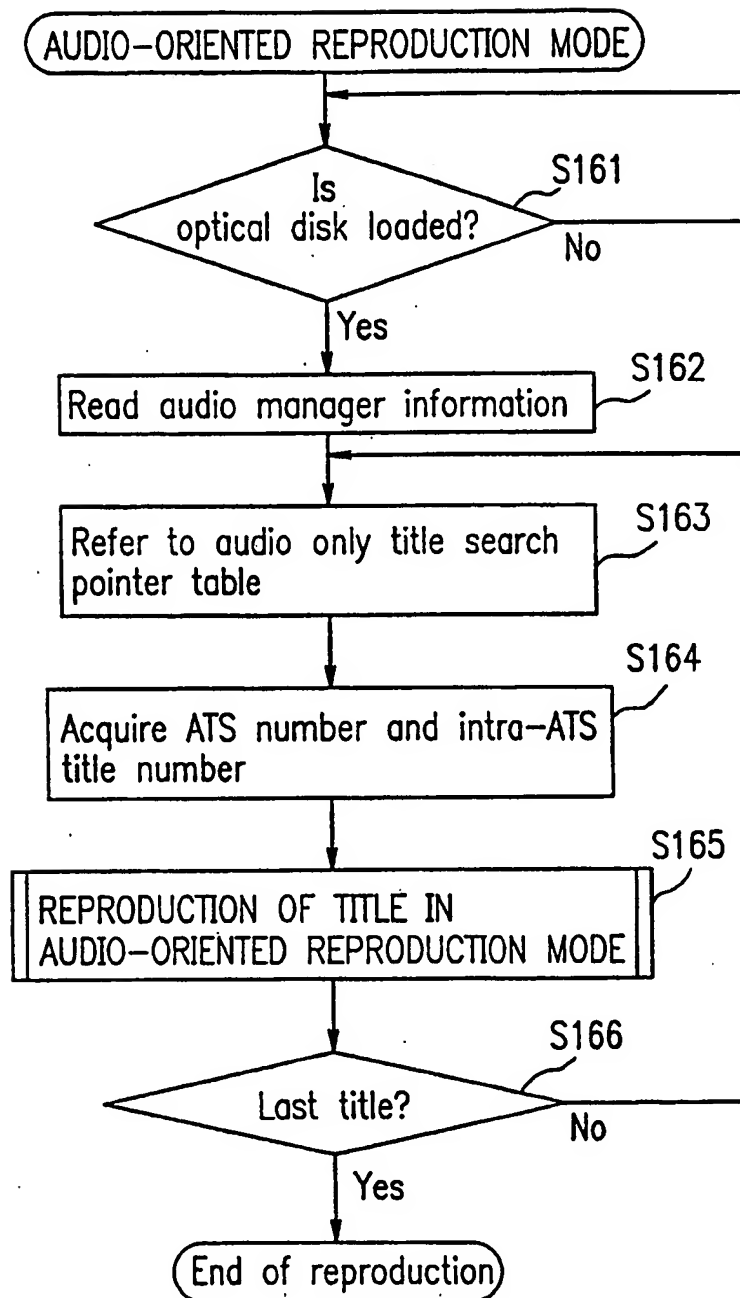 AUDIO-ORIENTED REPRODUCTION MODE
S161
Is
optical disk loaded?
No
Yes
S162
Read audio manager information
S163
Refer to audio only title search
pointer table
S164
Acquire ATS number and intra-ATS
title number
S165
REPRODUCTION OF TITLE IN
AUDIO-ORIENTED REPRODUCTION MODE
S166
Last title?
No
Yes
End of reproduction